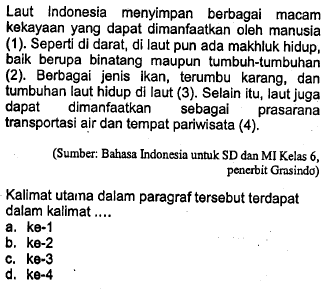 Laut Indonesia menyimpan berbagai macam
kekayaan yang dapat dimanfaatkan oleh manusia
(1). Seperti di darat, di laut pun ada makhluk hidup,
baik berupa binatang maupun tumbuh-tumbuhan
(2). Berbagai jenis ikan, terumbu karang, dan
tumbuhan laut hidup di laut (3). Selain itu, laut juga
dapat dimanfaatkan sebagai prasarana
transportasi air dan tempat pariwisata (4).
(Sumber: Bahasa Indonesia untuk SD dan MI Kelas 6,
penerbit Grasindo)
Kalimat utama dalam paragraf tersebut terdapat
dalam kalimat ....
a. ke-1
b. ke-2
c. ke-3
d. ke-4